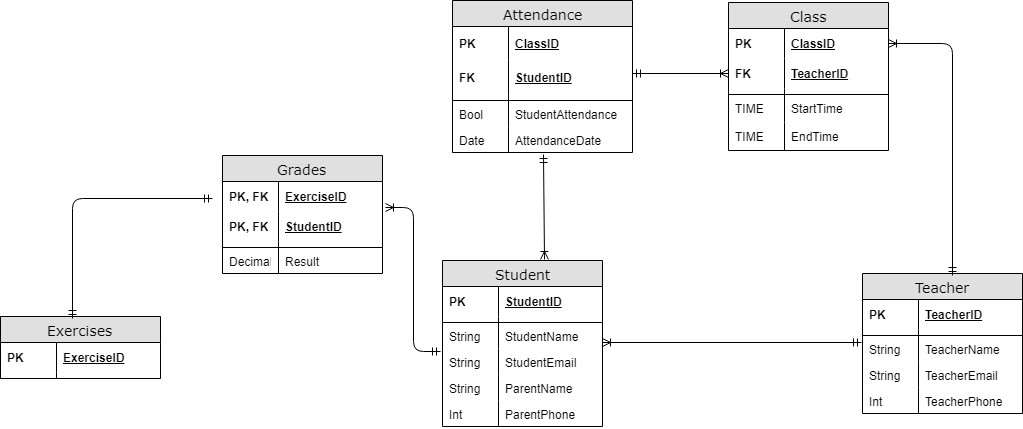 Attendance
PK ClassID
FK StudentID
Bool StudentAttendance
Date AttendanceDate
Class
PK ClassID
FK TeacherID
TIME StartTime
TIME EndTime
Grades
PK, FK ExerciseID
PK, FK StudentID
Decimal Result
Student
PK StudentID
String StudentName
String StudentEmail
String ParentName
Int ParentPhone
Teacher
PK TeacherID
String TeacherName
String TeacherEmail
Int TeacherPhone
Exercises
PK ExerciseID